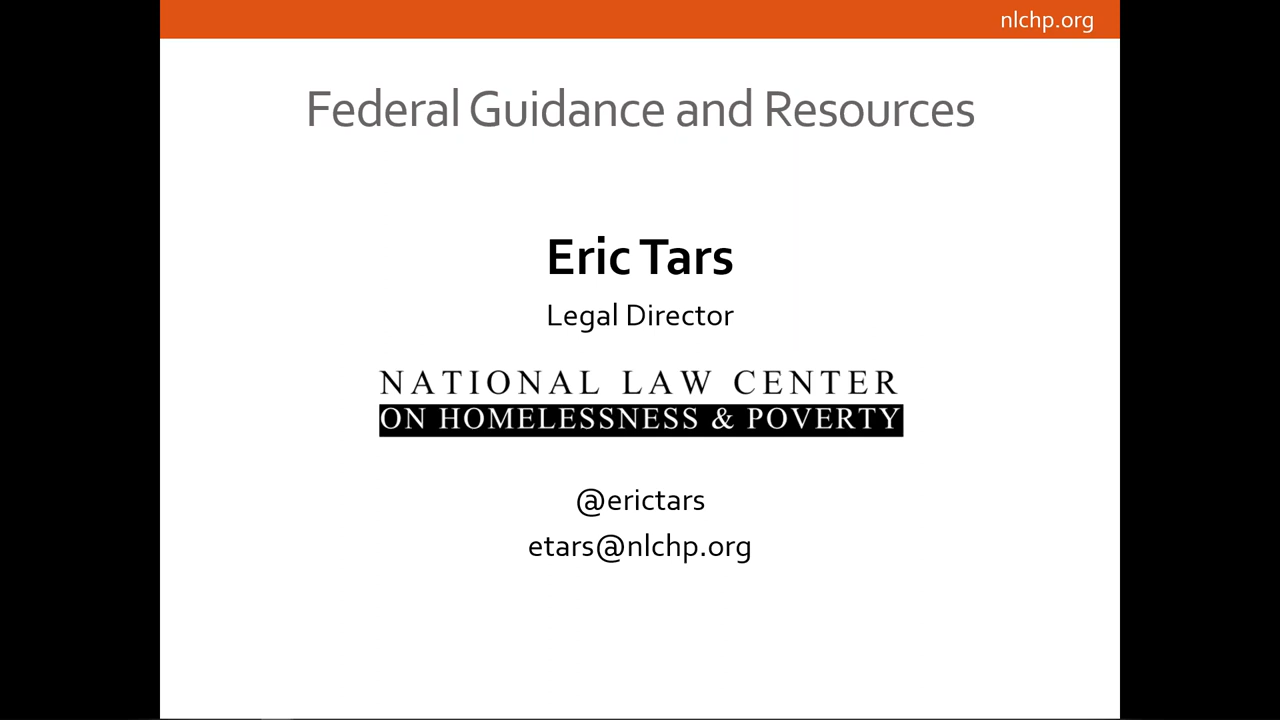 nlchp.org
Federal Guidance and Resources
Eric Tars
Legal Director
NATIONAL LAW CENTER
ON HOMELESSNESS & POVERTY
@erictars
etars@nlchp.org